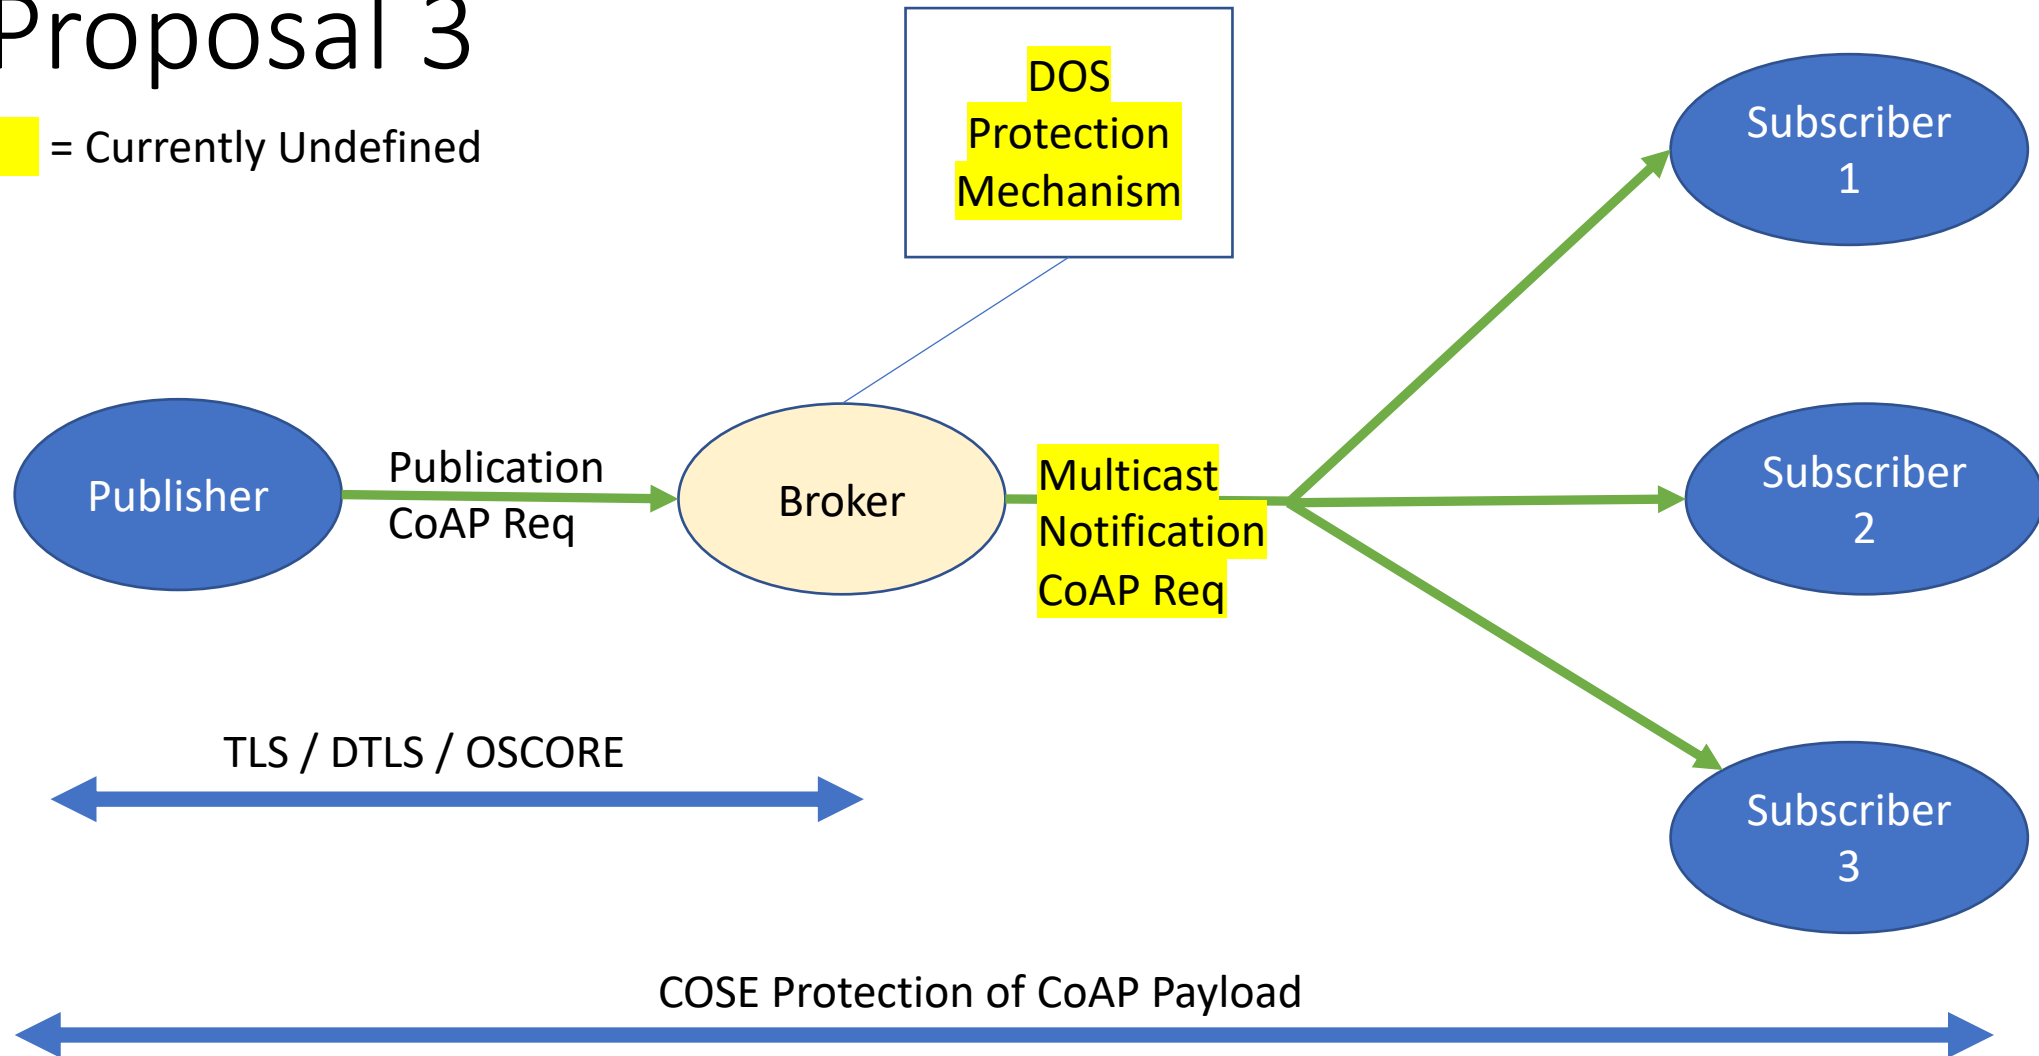 Proposal 3
= Currently Undefined
DOS
Protection
Mechanism
Subscriber
1
Publisher
Publication
CoAP Req
Broker
Multicast
Notification
CoAP Req
Subscriber
2
TLS / DTLS / OSCORE
Subscriber
3
COSE Protection of CoAP Payload